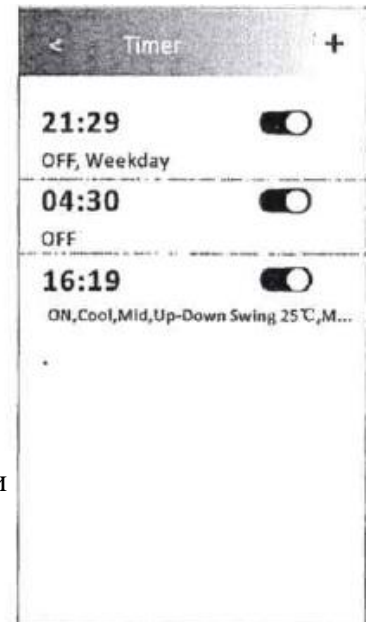 < Timer +
21:29
OFF, Weekday
04:30
OFF
16:19
ON,Cool,Mid,Up-Down Swing 25℃,M...
и